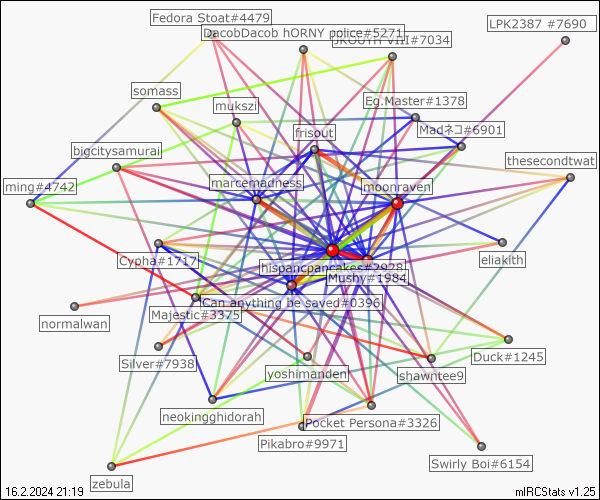 Fedora Stoat#4479
LPK2387 #7690
DacobDacob hORNY police#5271
JROOTH VIII#7034
somass
mukszi
Eg.Master#1378
frisout
Madネコ#6901
bigcitysamurai
thesecondtwat
ming#4742
marcemadness
moonraven
Cypha#1717
eliaklth
hispanicpancakes#2928
Mushy#1984
Can anything be saved#0396
normalwan
Majestic#3375
Silver#7938
Duck#1245
yoshimanden
shawntee9
neokingghidorah
Pocket Persona#3326
Pikabro#9971
Swirly Boi#6154
zebula
16.2.2024 21:19
mIRCStats v1.25